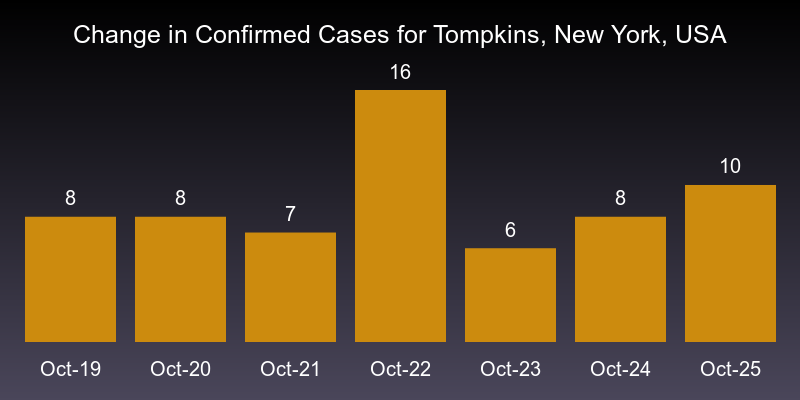 Change in Confirmed Cases for Tompkins, New York, USA
16
10
8
8
8
7
6
Oct-19
Oct-20
Oct-21
Oct-22
Oct-23
Oct-24
Oct-25